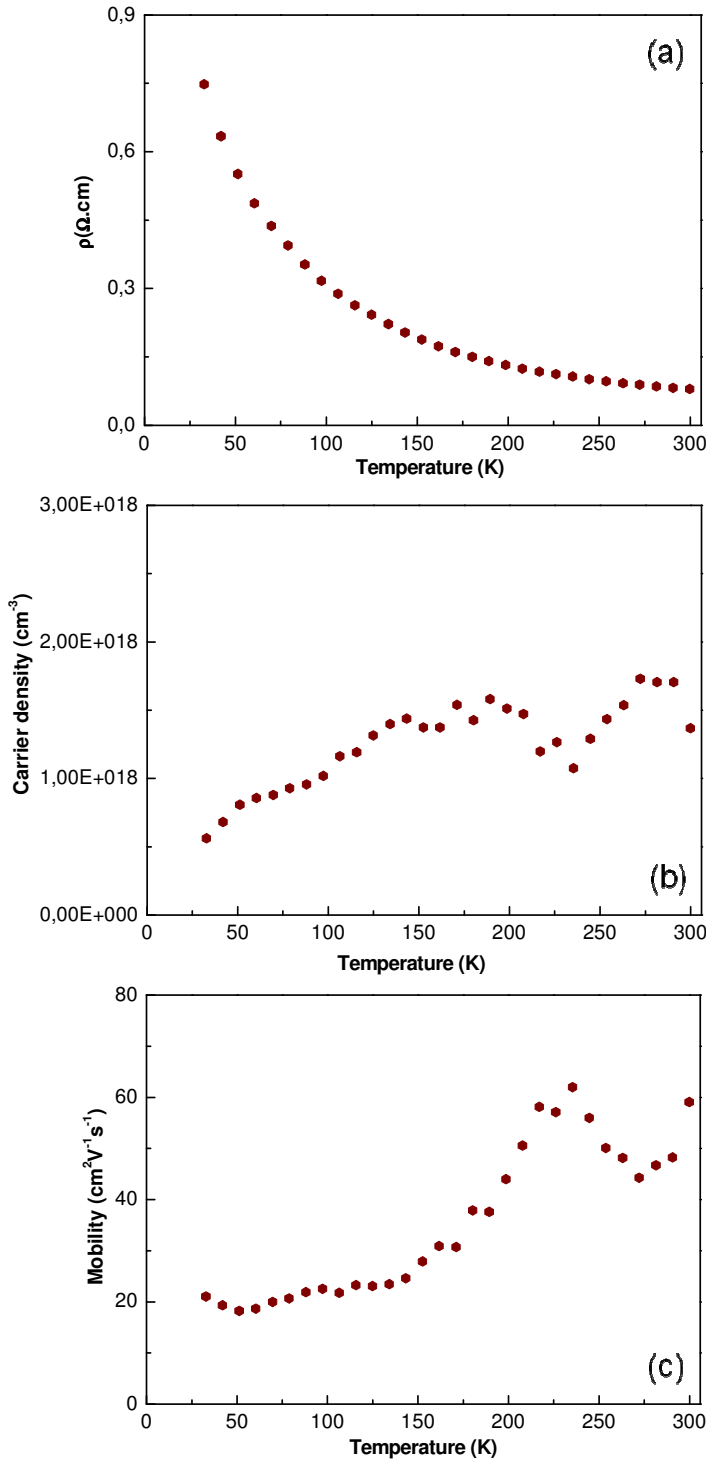 (a)
0,9
0,6
0,3
0,0
ρ(Ω.cm)
0 50 100 150 200 250 300
Temperature (K)
(b)
3,00E+018
2,00E+018
1,00E+018
0,00E+000
Carrier density (cm⁻³)
0 50 100 150 200 250 300
Temperature (K)
(c)
80
60
40
20
0
Mobility (cm²V⁻¹s⁻¹)
0 50 100 150 200 250 300
Temperature (K)